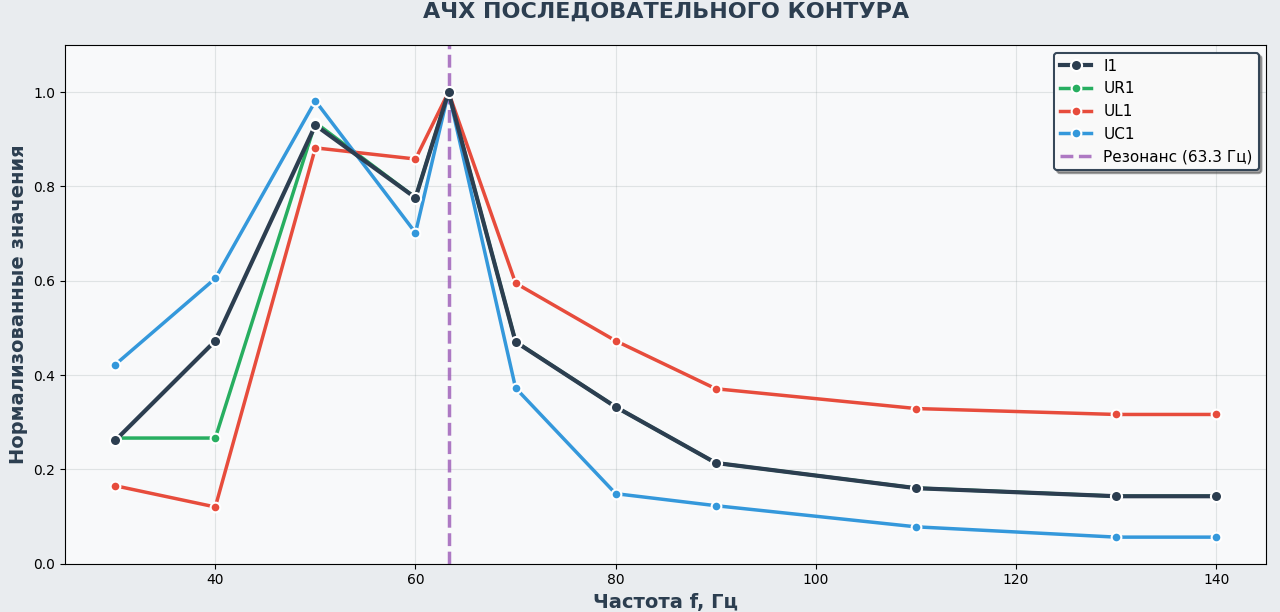 АЧХ ПОСЛЕДОВАТЕЛЬНОГО КОНТУРА
I1
UR1
UL1
UC1
Резонанс (63.3 Гц)
Нормализованные значения
1.0
0.8
0.6
0.4
0.2
0.0
40 60 80 100 120 140
Частота f, Гц